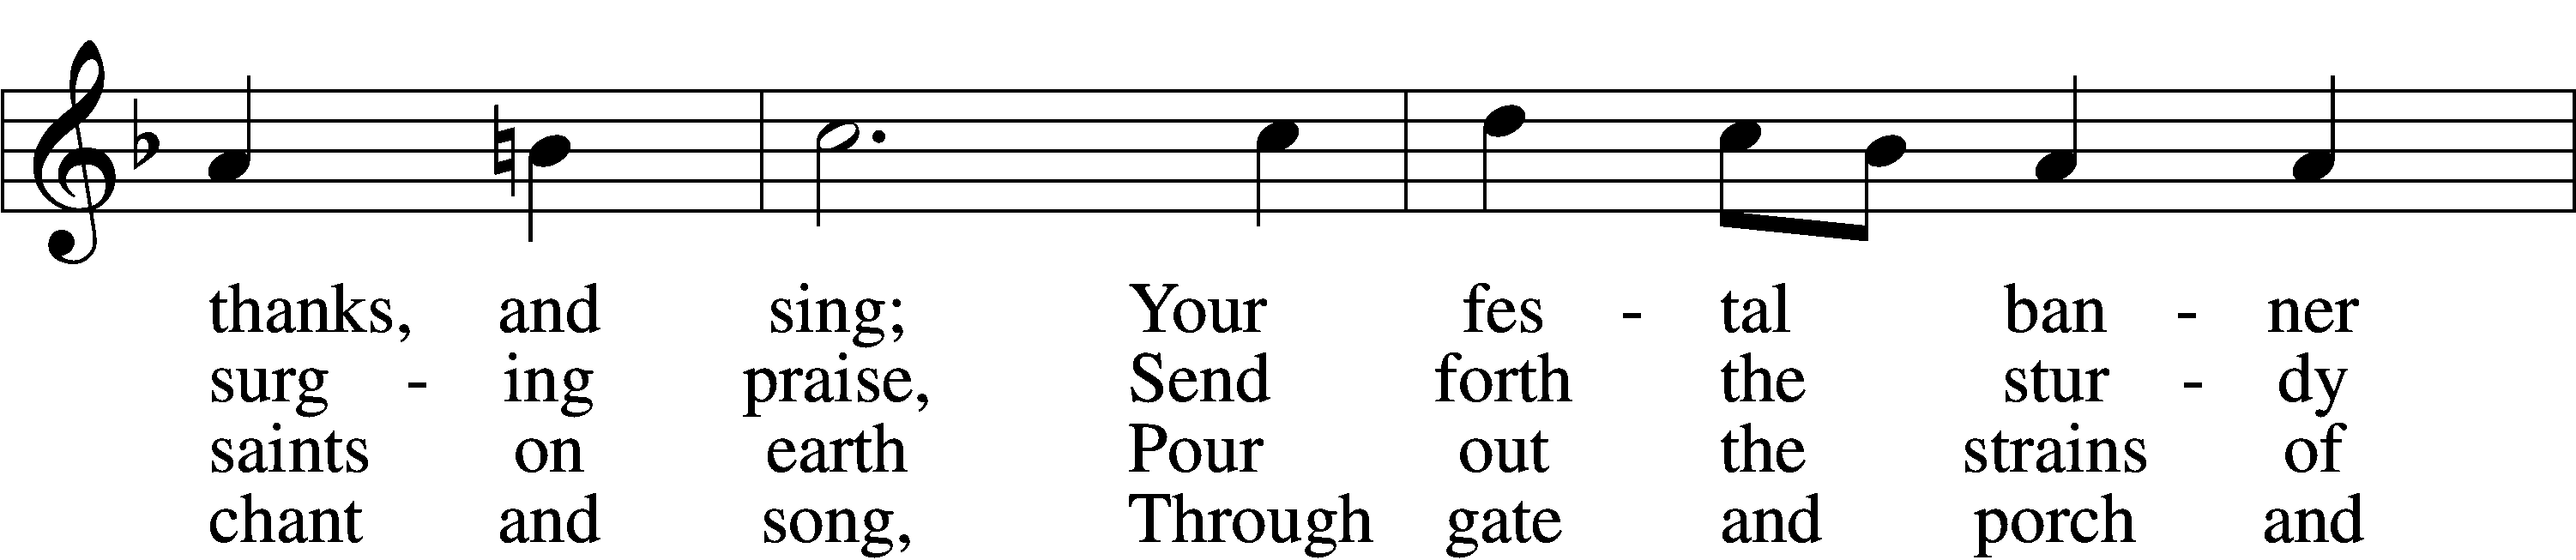 thanks, and sing; Your fes - tal ban - ner
surg - ing praise, Send forth the stur - dy
saints on earth Pour out the strains of
chant and song, Through gate and porch and